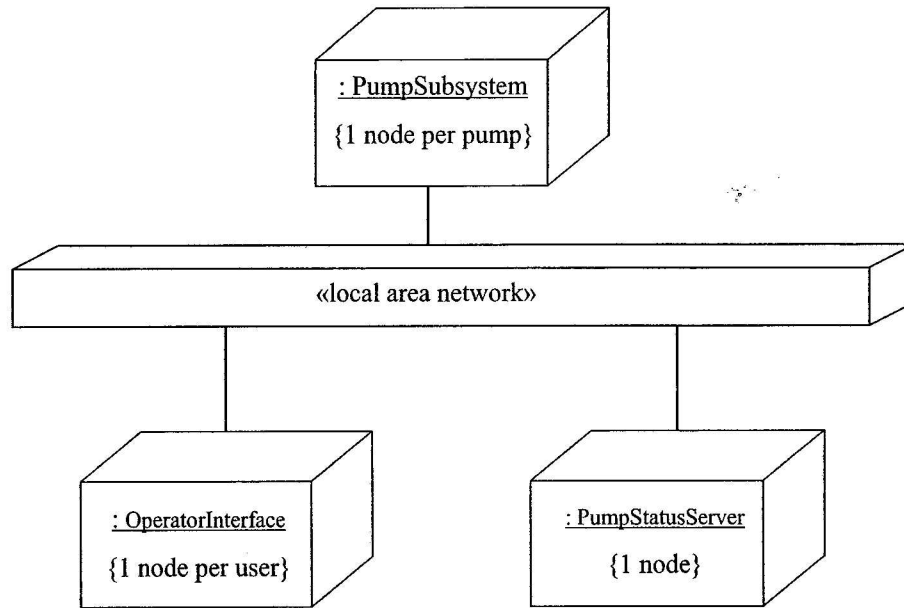 : PumpSubsystem
{1 node per pump}
«local area network»
: OperatorInterface
{1 node per user}
: PumpStatusServer
{1 node}